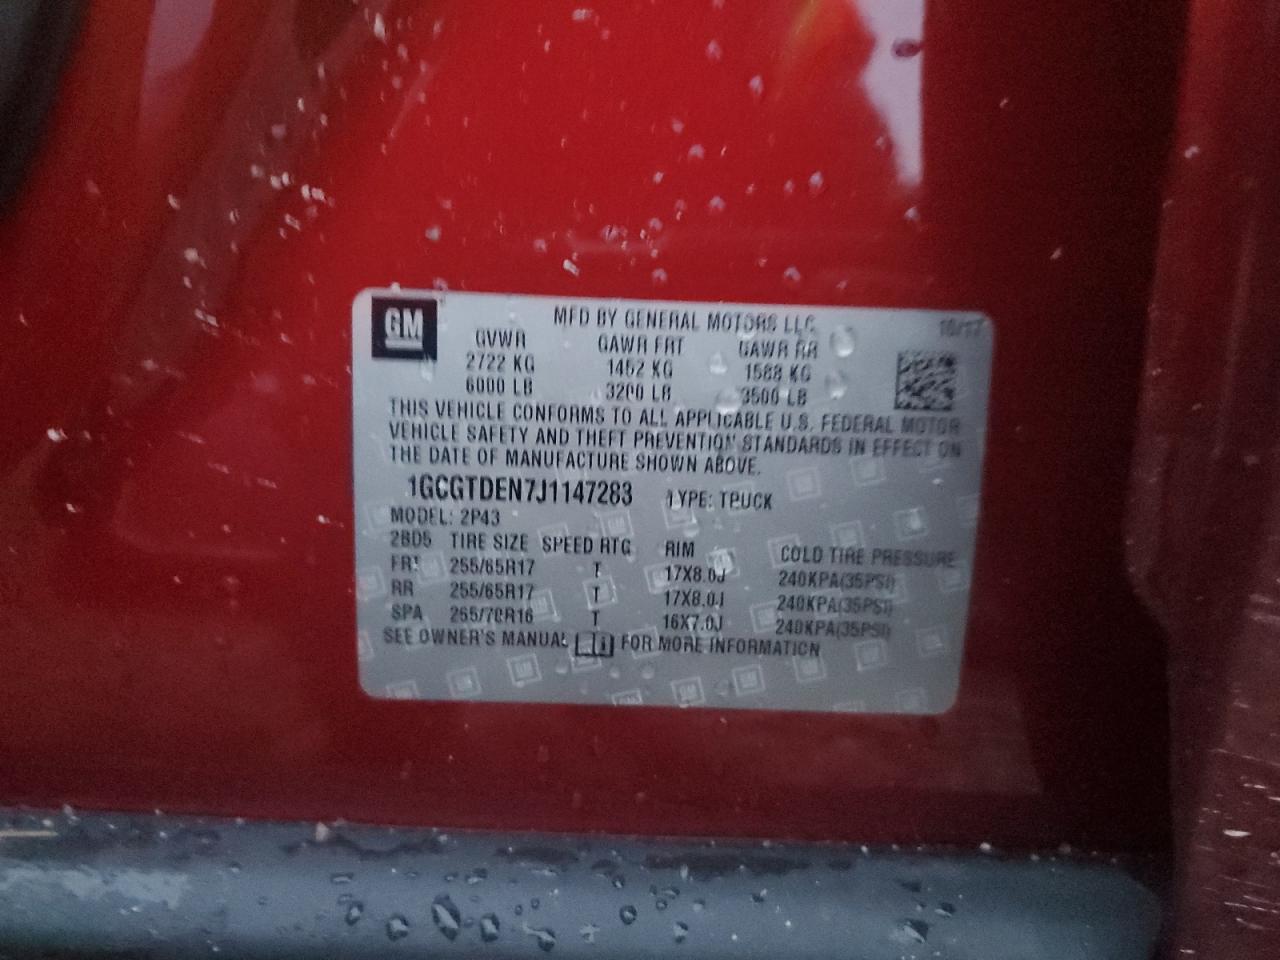 GM
MFD BY GENERAL MOTORS LLC 10/17
GVWR GAWR FRT GAWR RR
2722 KG 1452 KG 1588 KG
6000 LB 3200 LB 3500 LB
THIS VEHICLE CONFORMS TO ALL APPLICABLE U.S. FEDERAL MOTOR
VEHICLE SAFETY AND THEFT PREVENTION STANDARDS IN EFFECT ON
THE DATE OF MANUFACTURE SHOWN ABOVE.
1GCGTDEN7J1147283 TYPE: TRUCK
MODEL: 2P43
2BD5 TIRE SIZE SPEED RTG RIM COLD TIRE PRESSURE
FRT 255/65R17 T 17X8.0J 240KPA(35PSI)
RR 255/65R17 T 17X8.0J 240KPA(35PSI)
SPA 265/70R16 T 16X7.0J 240KPA(35PSI)
SEE OWNER'S MANUAL FOR MORE INFORMATION